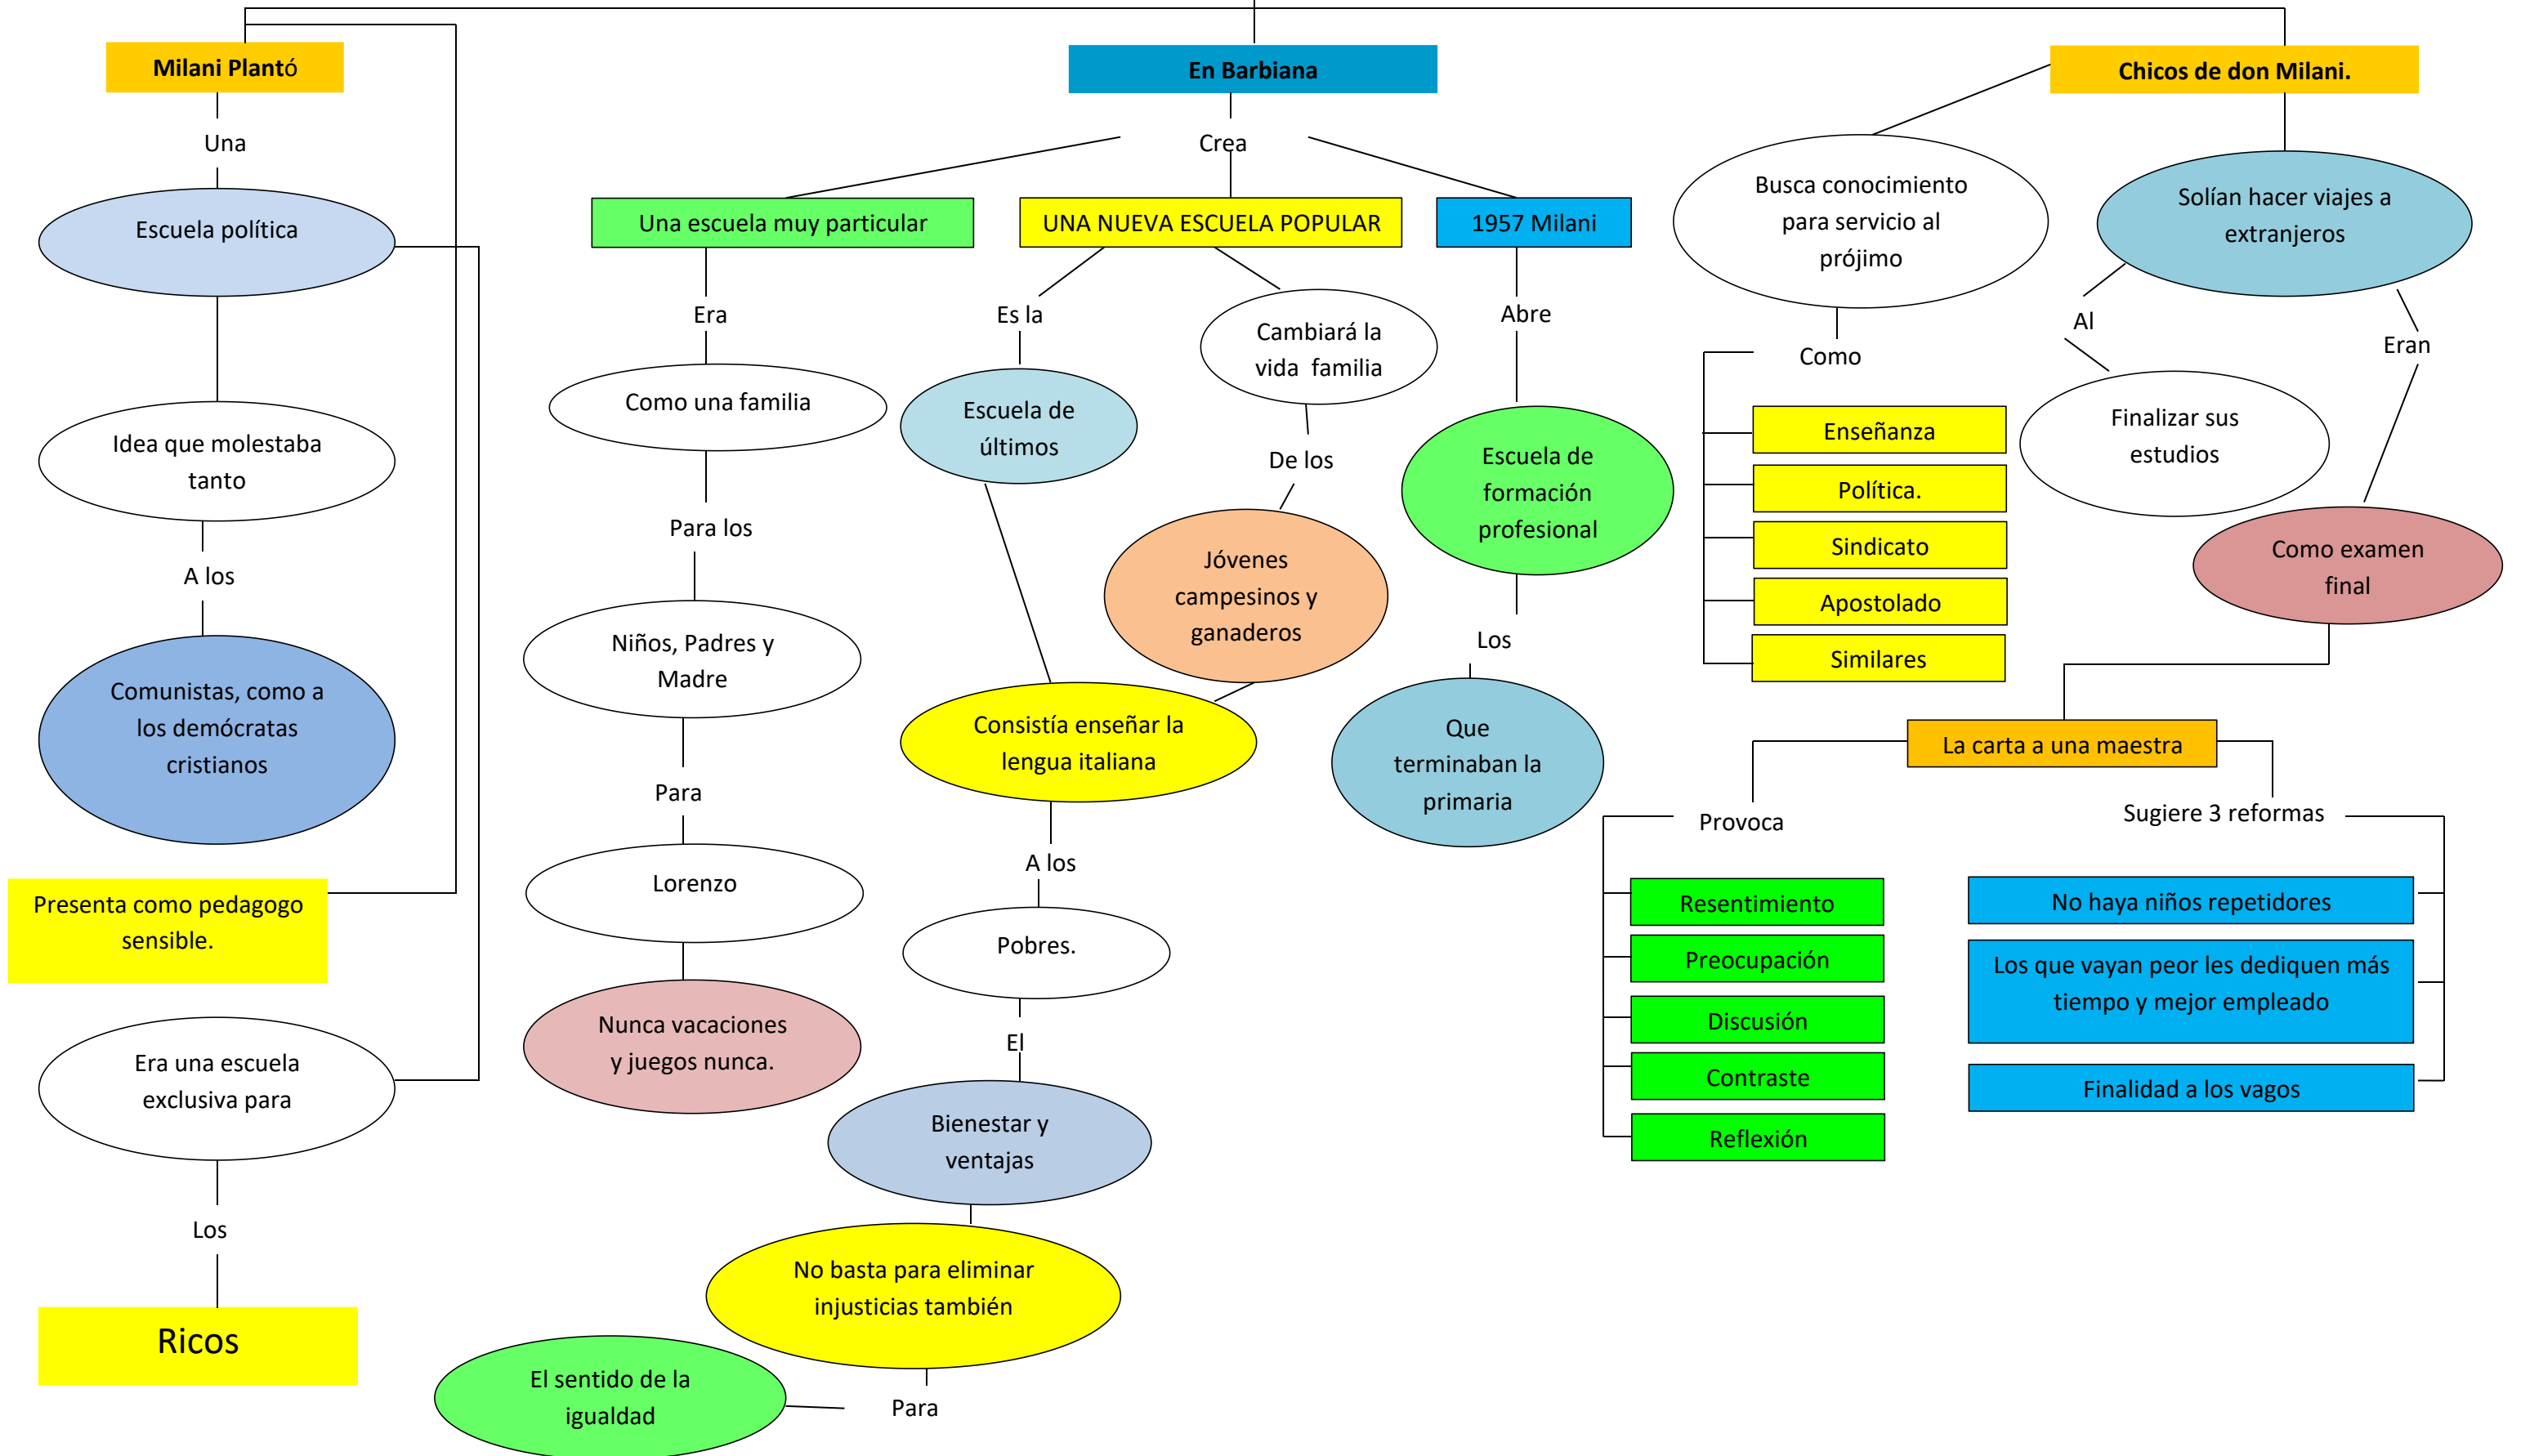 Milani Plantó
Una
Escuela política
Idea que molestaba
tanto
A los
Comunistas, como a
los demócratas
cristianos
Presenta como pedagogo
sensible.
Era una escuela
exclusiva para
Los
Ricos
En Barbiana
Crea
Una escuela muy particular
Era
Como una familia
Para los
Niños, Padres y
Madre
Para
Lorenzo
Nunca vacaciones
y juegos nunca.
UNA NUEVA ESCUELA POPULAR
Es la
Escuela de
últimos
Cambiará la
vida familia
De los
Jóvenes
campesinos y
ganaderos
Consistía enseñar la
lengua italiana
A los
Pobres.
El
Bienestar y
ventajas
No basta para eliminar
injusticias también
Para
El sentido de la
igualdad
1957 Milani
Abre
Escuela de
formación
profesional
Los
Que
terminaban la
primaria
Chicos de don Milani.
Busca conocimiento
para servicio al
prójimo
Como
Enseñanza
Política.
Sindicato
Apostolado
Similares
Solían hacer viajes a
extranjeros
Al
Finalizar sus
estudios
Eran
Como examen
final
La carta a una maestra
Provoca
Resentimiento
Preocupación
Discusión
Contraste
Reflexión
Sugiere 3 reformas
No haya niños repetidores
Los que vayan peor les dediquen más
tiempo y mejor empleado
Finalidad a los vagos